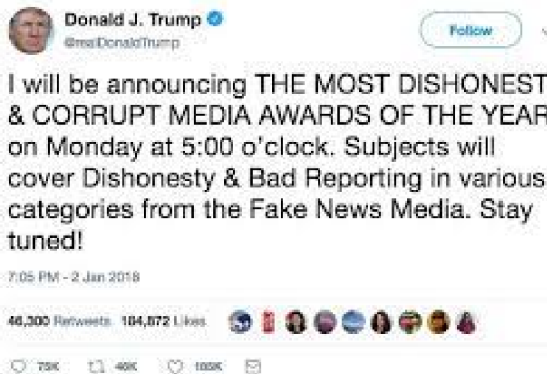 Donald J. Trump
@realDonaldTrump
Follow
I will be announcing THE MOST DISHONEST
& CORRUPT MEDIA AWARDS OF THE YEAR
on Monday at 5:00 o'clock. Subjects will
cover Dishonesty & Bad Reporting in various
categories from the Fake News Media. Stay
tuned!
7:05 PM - 2 Jan 2018
46,300 Retweets 184,872 Likes
75K 46K 185K